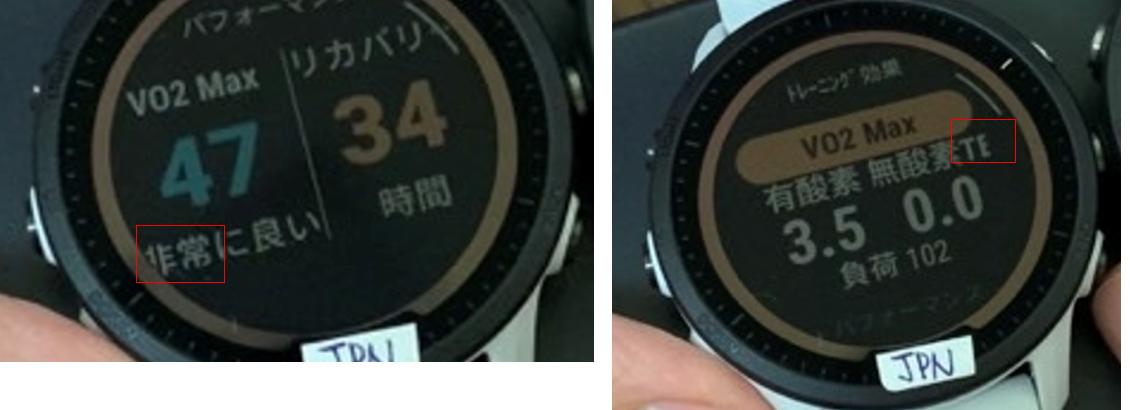 パフォーマンス
VO2 Max
47
非常に良い
リカバリー
34
時間
JPN
トレーニング効果
VO2 Max
有酸素 無酸素TE
3.5 0.0
負荷 102
パフォーマンス
JPN